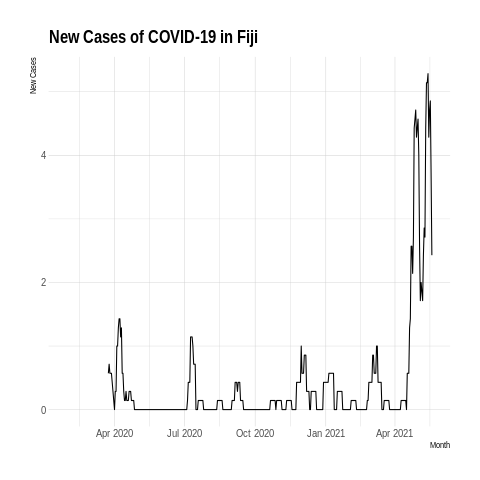 New Cases of COVID-19 in Fiji
New Cases
4
2
0
Apr 2020 Jul 2020 Oct 2020 Jan 2021 Apr 2021
Month